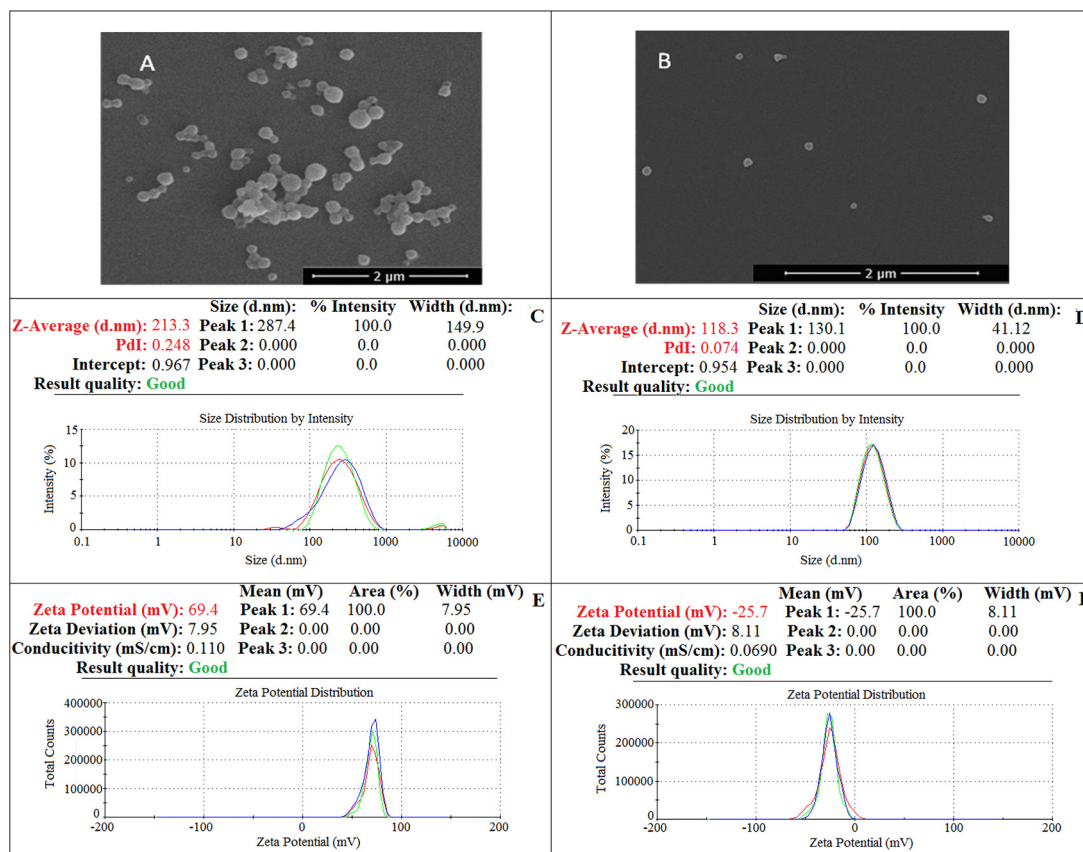 A
2 µm
B
2 µm
Size (d.nm): % Intensity Width (d.nm):
Z-Average (d.nm): 213.3 Peak 1: 287.4 100.0 149.9
PdI: 0.248 Peak 2: 0.000 0.0 0.000
Intercept: 0.967 Peak 3: 0.000 0.0 0.000
Result quality: Good
C
Size Distribution by Intensity
Intensity (%)
15
10
5
0
0.1 1 10 100 1000 10000
Size (d.nm)
Size (d.nm): % Intensity Width (d.nm):
Z-Average (d.nm): 118.3 Peak 1: 130.1 100.0 41.12
PdI: 0.074 Peak 2: 0.000 0.0 0.000
Intercept: 0.954 Peak 3: 0.000 0.0 0.000
Result quality: Good
Size Distribution by Intensity
Intensity (%)
20
15
10
5
0
0.1 1 10 100 1000 10000
Size (d.nm)
Mean (mV) Area (%) Width (mV)
Zeta Potential (mV): 69.4 Peak 1: 69.4 100.0 7.95
Zeta Deviation (mV): 7.95 Peak 2: 0.00 0.00 0.00
Conducitivity (mS/cm): 0.110 Peak 3: 0.00 0.00 0.00
Result quality: Good
E
Zeta Potential Distribution
Total Counts
400000
300000
200000
100000
0
-200 -100 0 100 200
Zeta Potential (mV)
Mean (mV) Area (%) Width (mV)
Zeta Potential (mV): -25.7 Peak 1: -25.7 100.0 8.11
Zeta Deviation (mV): 8.11 Peak 2: 0.00 0.00 0.00
Conducitivity (mS/cm): 0.0690 Peak 3: 0.00 0.00 0.00
Result quality: Good
Zeta Potential Distribution
Total Counts
300000
200000
100000
0
-200 -100 0 100 200
Zeta Potential (mV)